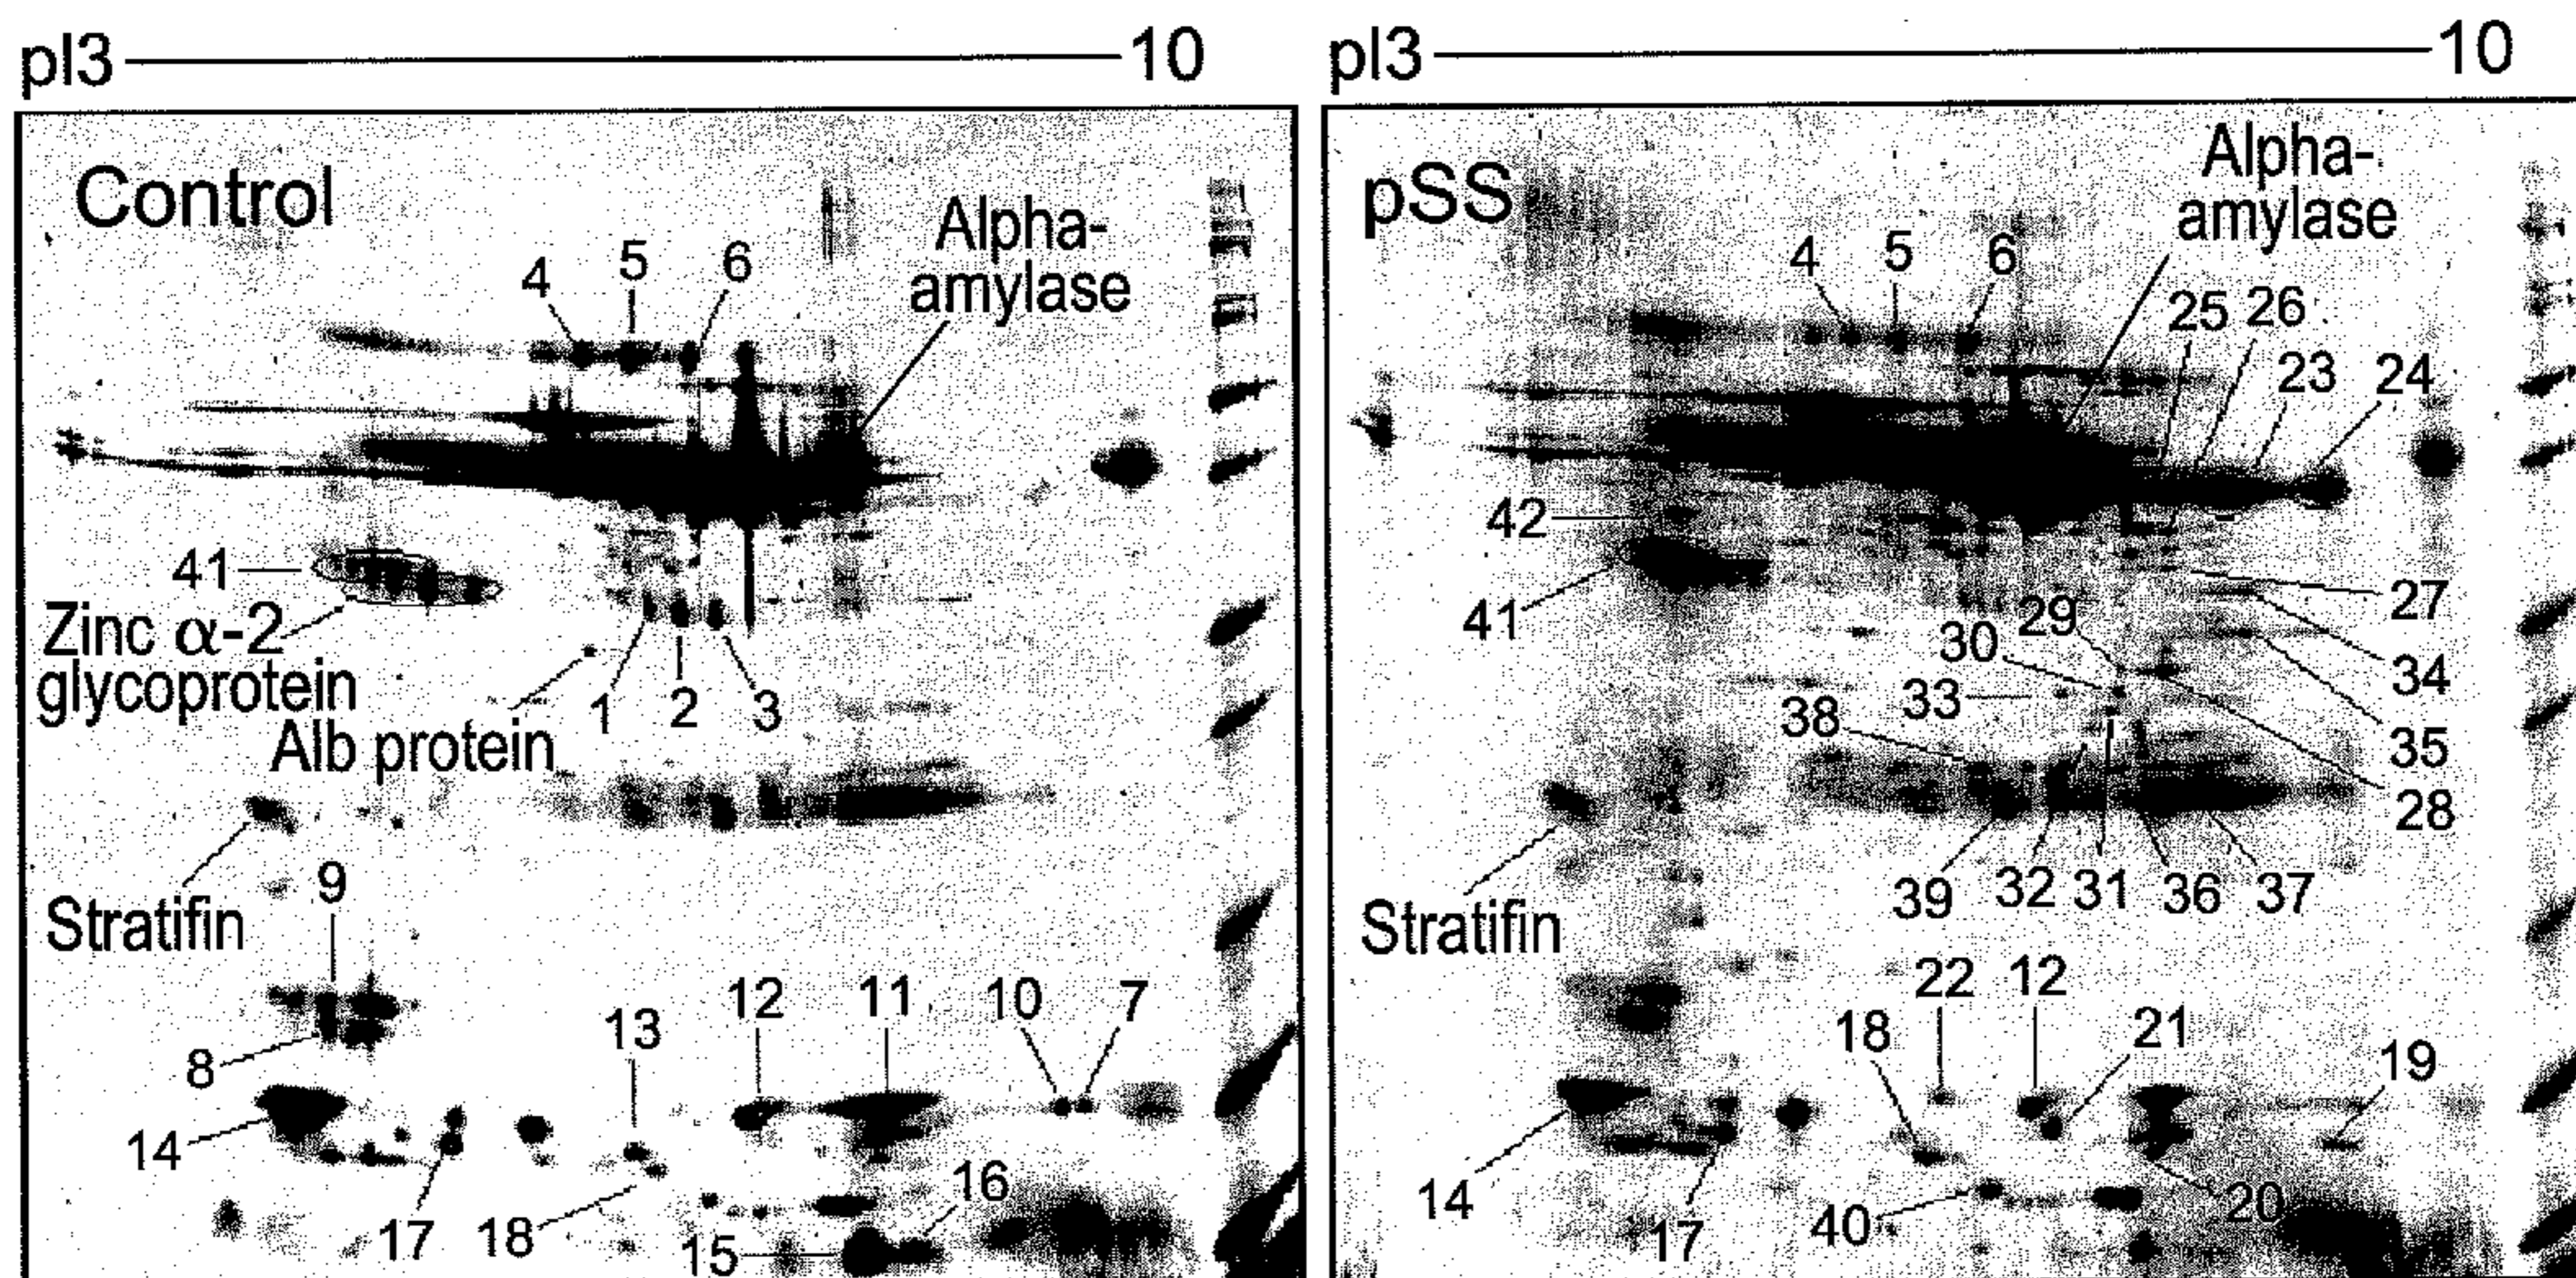 pI3 10
Control
Alpha-
amylase
4 5 6
41
Zinc α-2
glycoprotein
Alb protein
1 2 3
Stratifin
9
8
14
13
12 11 10 7
17 18 15 16
pI3 10
pSS
Alpha-
amylase
4 5 6
25 26
23 24
42
41
27
29
30
33
34
38
35
28
39 32 31 36 37
Stratifin
22 12
18 21
19
14
17
40
20